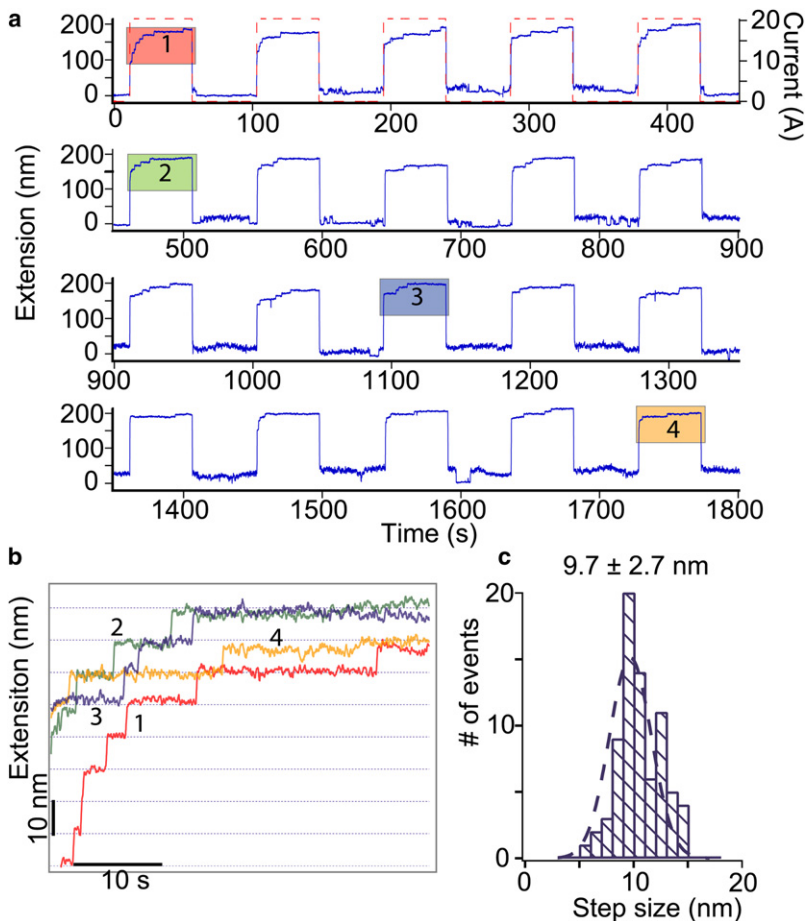 a
200
100
0
1
20
10
0
Current (A)
0 100 200 300 400
200
100
0
2
500 600 700 800 900
200
100
0
3
900 1000 1100 1200 1300
200
100
0
4
1400 1500 1600 1700 1800
Extension (nm)
Time (s)
b
Extensiton (nm)
2
4
3
1
10 nm
10 s
c
9.7 ± 2.7 nm
20
10
0
# of events
0 10 20
Step size (nm)